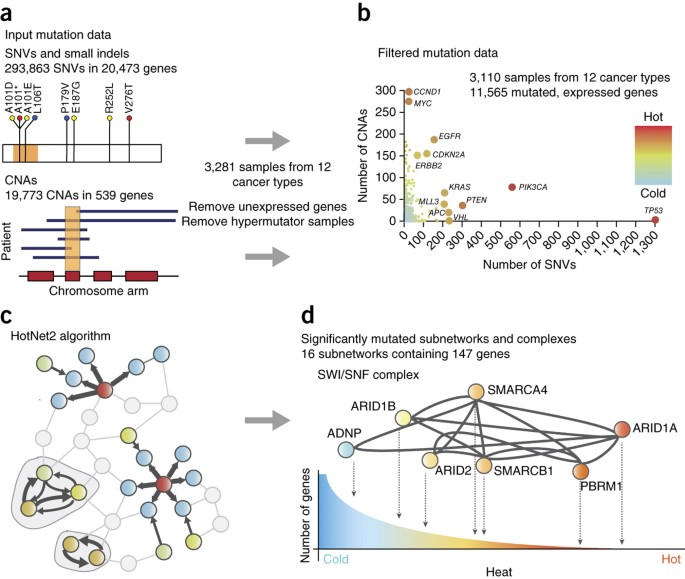 a
Input mutation data
SNVs and small indels
293,863 SNVs in 20,473 genes
A101D
A101*
A101E
L106T
P179V
E187G
R252L
V276T
CNAs
19,773 CNAs in 539 genes
Patient
Chromosome arm
3,281 samples from 12
cancer types
Remove unexpressed genes
Remove hypermutator samples
b
Filtered mutation data
3,110 samples from 12 cancer types
11,565 mutated, expressed genes
Hot
Cold
Number of CNAs
300
250
200
150
100
50
0
CCND1
MYC
EGFR
CDKN2A
ERBB2
KRAS
MLL3
PTEN
PIK3CA
APC
VHL
TP53
0
100
200
300
400
500
600
700
800
900
1,000
1,100
1,200
1,300
Number of SNVs
c
HotNet2 algorithm
d
Significantly mutated subnetworks and complexes
16 subnetworks containing 147 genes
SWI/SNF complex
SMARCA4
ARID1B
ARID1A
ADNP
ARID2
SMARCB1
PBRM1
Number of genes
Cold
Heat
Hot